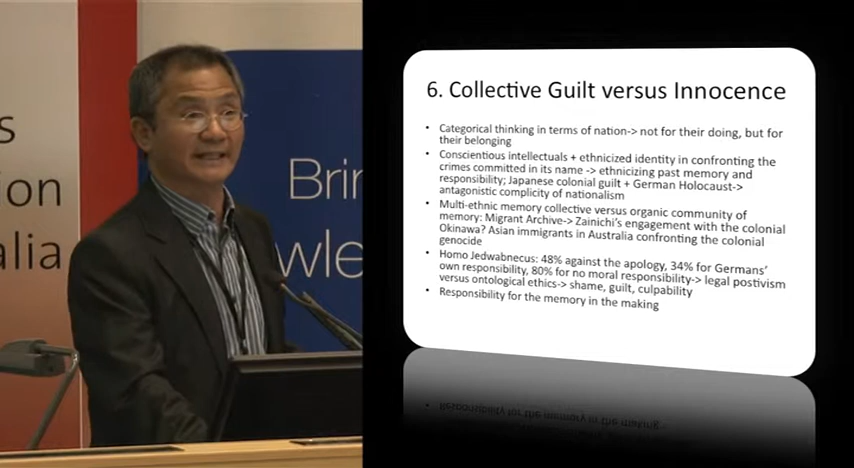 s
ion
alia
Brin
wle
6. Collective Guilt versus Innocence
• Categorical thinking in terms of nation-> not for their doing, but for
their belonging
• Conscientious intellectuals + ethnicized identity in confronting the
crimes committed in its name -> ethnicizing past memory and
responsibility; Japanese colonial guilt + German Holocaust->
antagonistic complicity of nationalism
• Multi-ethnic memory collective versus organic community of
memory: Migrant Archive-> Zainichi's engagement with the colonial
Okinawa? Asian immigrants in Australia confronting the colonial
genocide
• Homo Jedwabnecus: 48% against the apology, 34% for Germans'
own responsibility, 80% for no moral responsibility-> legal postivism
versus ontological ethics-> shame, guilt, culpability
• Responsibility for the memory in the making